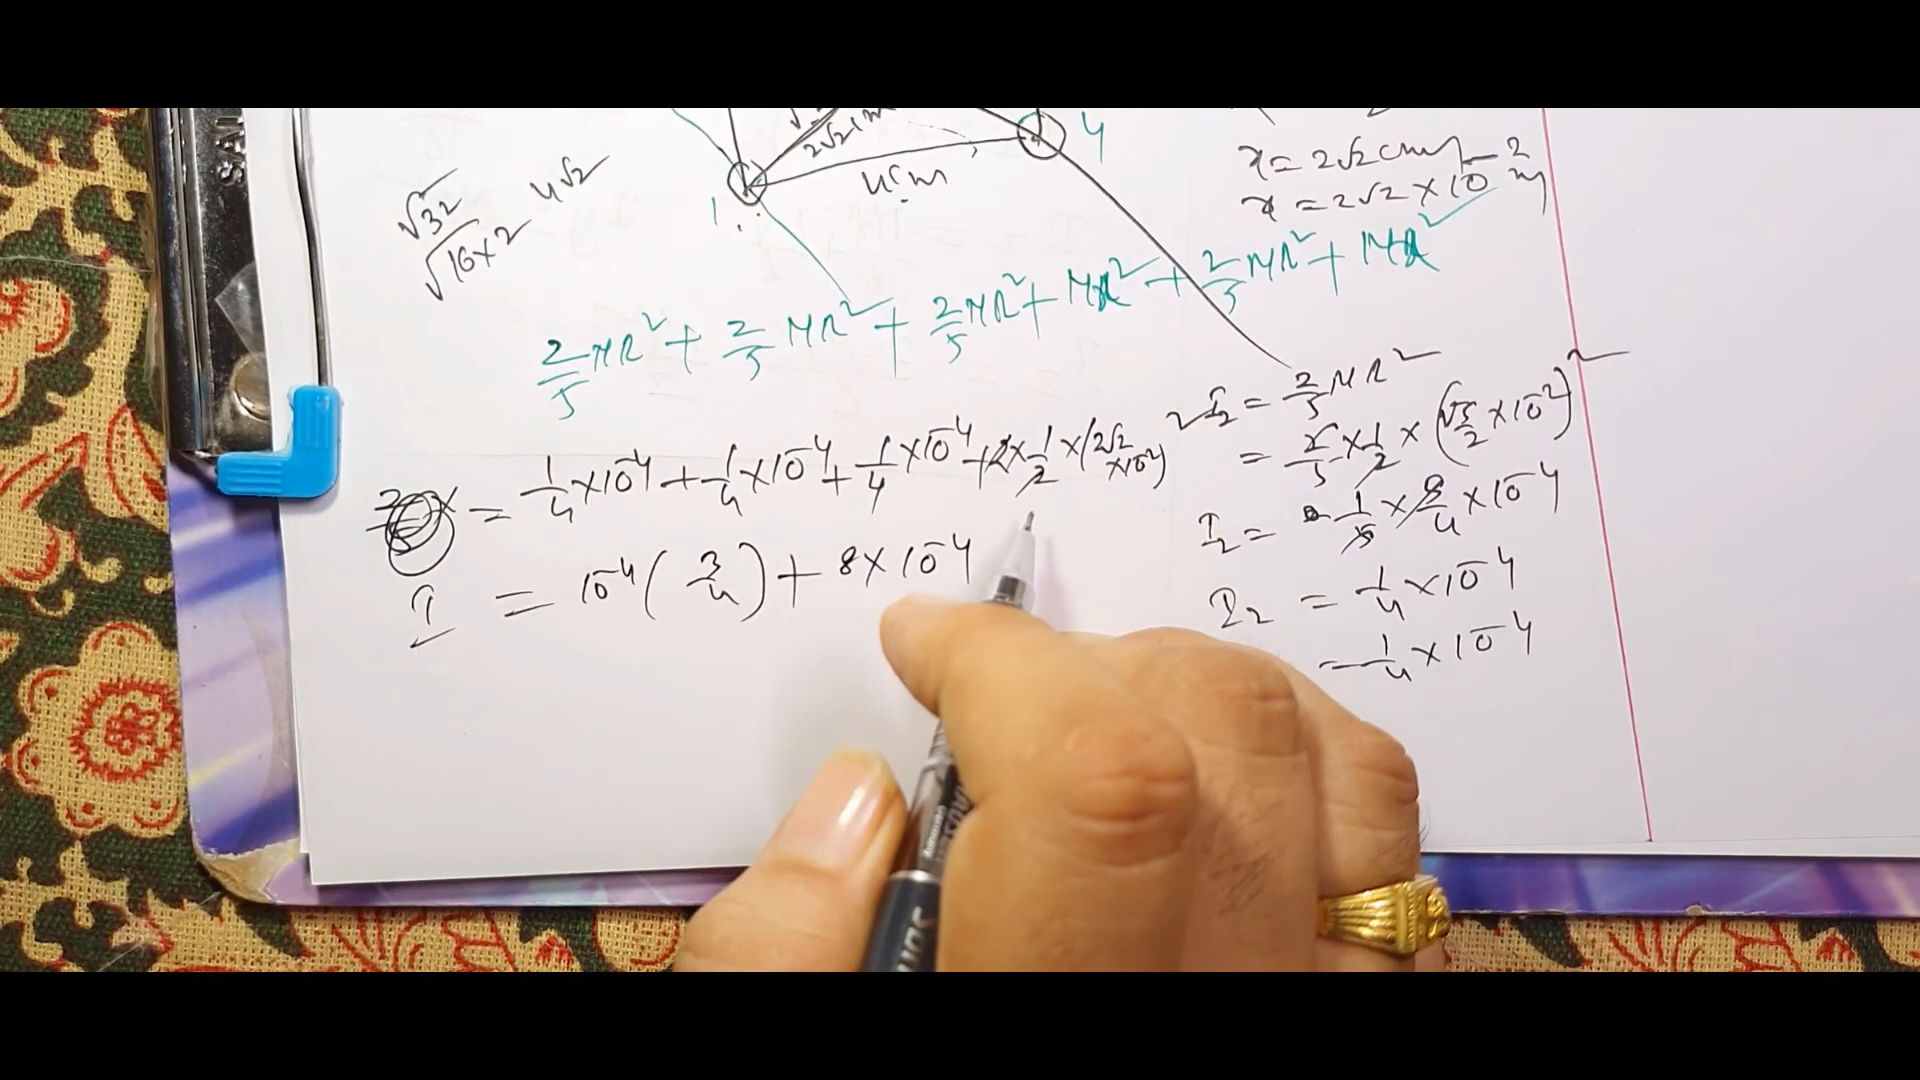 4
2√2 cm
4cm
1
√32
√16×2 4√2
x = 2√2 cm
x = 2√2 × 10⁻² m
2/5 MR² + 2/5 MR² + 2/5 MR² + Mx² + 2/5 MR² + Mx²
I₂ = 2/5 MR²
= 2/5 × 1/2 × (√5/2 × 10⁻²)²
= 1/4 × 10⁻⁴ + 1/4 × 10⁻⁴ + 1/4 × 10⁻⁴ + 2 × 1/2 × (2√2 × 10⁻²)²
I₂ = 1/5 × 5/4 × 10⁻⁴
I = 10⁻⁴ (3/4) + 8 × 10⁻⁴
I₂ = 1/4 × 10⁻⁴
= 1/4 × 10⁻⁴